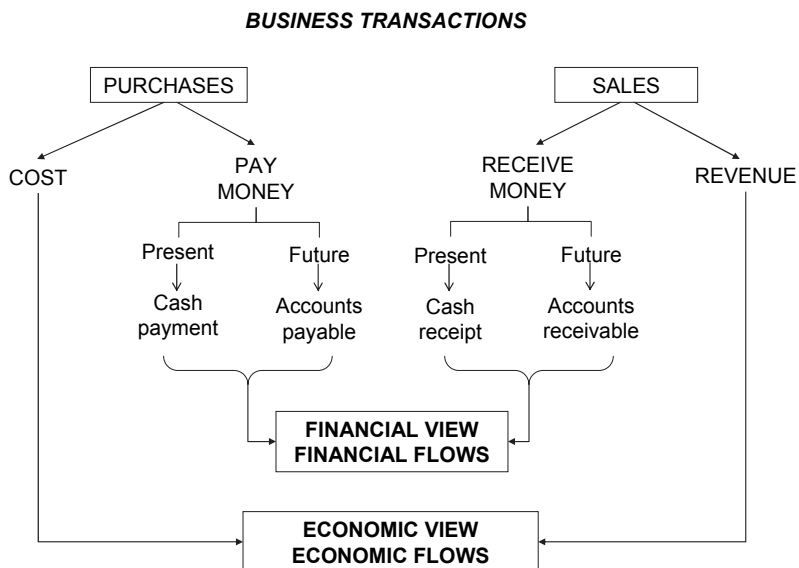 BUSINESS TRANSACTIONS
PURCHASES
SALES
COST
PAY
MONEY
RECEIVE
MONEY
REVENUE
Present
Future
Present
Future
Cash
payment
Accounts
payable
Cash
receipt
Accounts
receivable
FINANCIAL VIEW
FINANCIAL FLOWS
ECONOMIC VIEW
ECONOMIC FLOWS